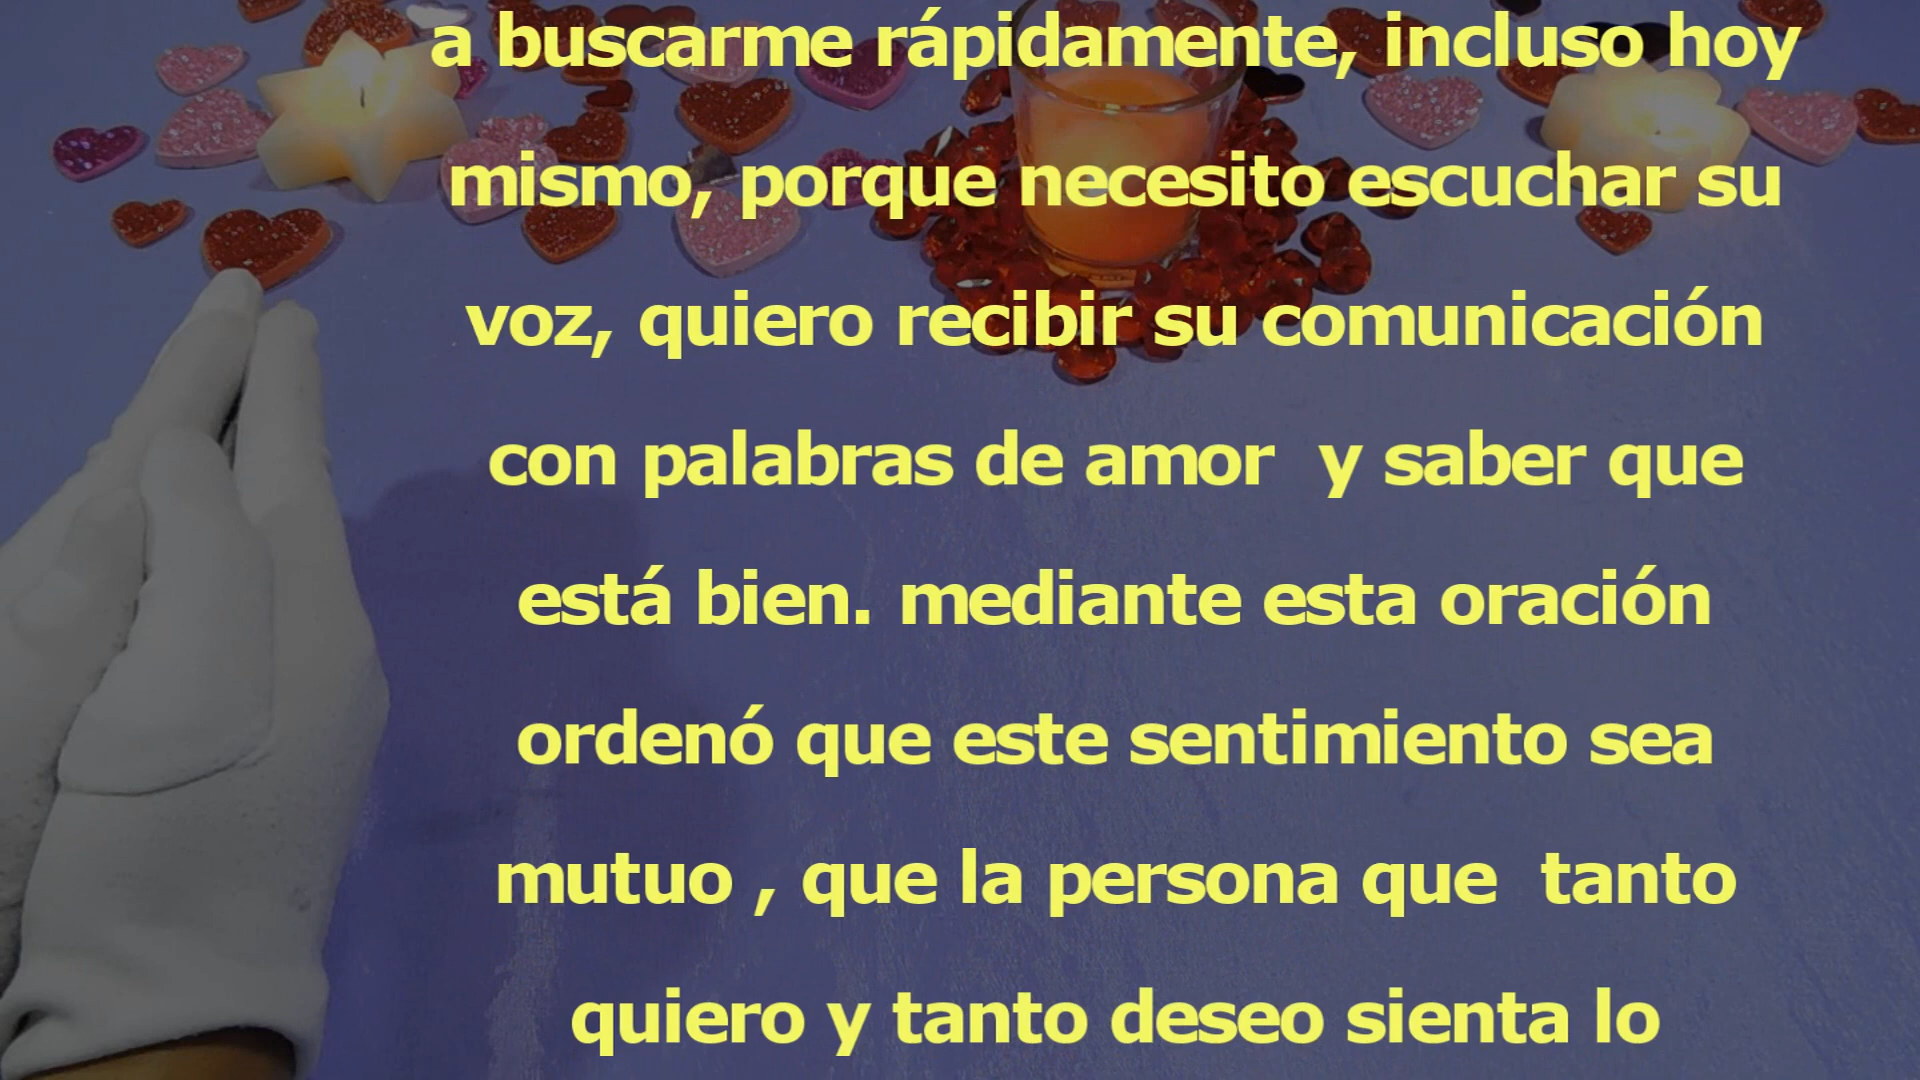 a buscarme rápidamente, incluso hoy
mismo, porque necesito escuchar su
voz, quiero recibir su comunicación
con palabras de amor  y saber que
está bien. mediante esta oración
ordenó que este sentimiento sea
mutuo , que la persona que  tanto
quiero y tanto deseo sienta lo